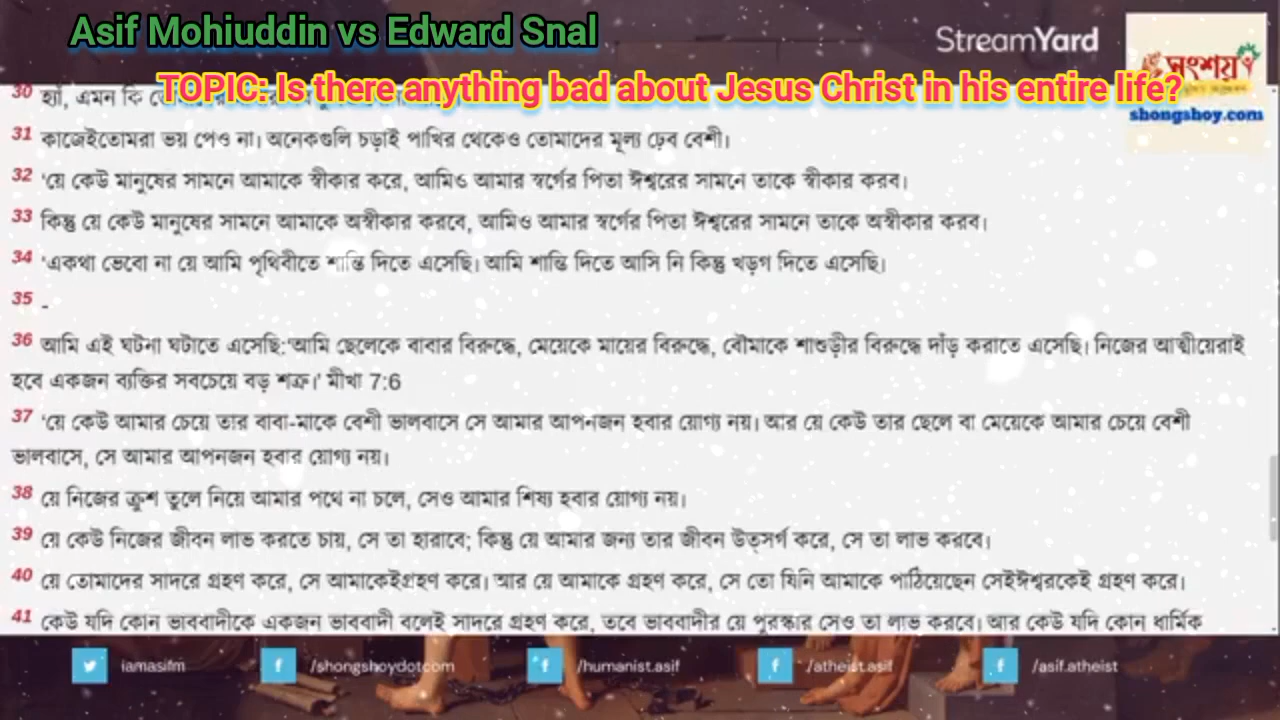 Asif Mohiuddin vs Edward Snal
StreamYard
সংশয়
TOPIC: Is there anything bad about Jesus Christ in his entire life?
shongshoy.com
30 হ্যাঁ, এমন কি
31 কাজেইতোমরা ভয় পেও না। অনেকগুলি চড়াই পাখির থেকেও তোমাদের মূল্য ঢেব বেশী।
32 'য়ে কেউ মানুষের সামনে আমাকে স্বীকার করে, আমিও আমার স্বর্গের পিতা ঈশ্বরের সামনে তাকে স্বীকার করব।
33 কিন্তু য়ে কেউ মানুষের সামনে আমাকে অস্বীকার করবে, আমিও আমার স্বর্গের পিতা ঈশ্বরের সামনে তাকে অস্বীকার করব।
34 'একথা ভেবো না য়ে আমি পৃথিবীতে শান্তি দিতে এসেছি। আমি শান্তি দিতে আসি নি কিন্তু খড়গ দিতে এসেছি।
35 -
36 আমি এই ঘটনা ঘটাতে এসেছি:'আমি ছেলেকে বাবার বিরুদ্ধে, মেয়েকে মায়ের বিরুদ্ধে, বৌমাকে শাশুড়ীর বিরুদ্ধে দাঁড় করাতে এসেছি। নিজের আত্মীয়েরাই
হবে একজন ব্যক্তির সবচেয়ে বড় শত্রু।' মীখা 7:6
37 'য়ে কেউ আমার চেয়ে তার বাবা-মাকে বেশী ভালবাসে সে আমার আপনজন হবার য়োগ্য নয়। আর য়ে কেউ তার ছেলে বা মেয়েকে আমার চেয়ে বেশী
ভালবাসে, সে আমার আপনজন হবার য়োগ্য নয়।
38 য়ে নিজের ক্রুশ তুলে নিয়ে আমার পথে না চলে, সেও আমার শিষ্য হবার য়োগ্য নয়।
39 য়ে কেউ নিজের জীবন লাভ করতে চায়, সে তা হারাবে; কিন্তু য়ে আমার জন্য তার জীবন উত্সর্গ করে, সে তা লাভ করবে।
40 য়ে তোমাদের সাদরে গ্রহণ করে, সে আমাকেইগ্রহণ করে। আর য়ে আমাকে গ্রহণ করে, সে তো যিনি আমাকে পাঠিয়েছেন সেইঈশ্বরকেই গ্রহণ করে।
41 কেউ যদি কোন ভাববাদীকে একজন ভাববাদী বলেই সাদরে গ্রহণ করে, তবে ভাববাদীর য়ে পুরস্কার সেও তা লাভ করবে। আর কেউ যদি কোন ধার্মিক
iamasifm /shongshoydotcom /humanist.asif /atheist.asif /asif.atheist